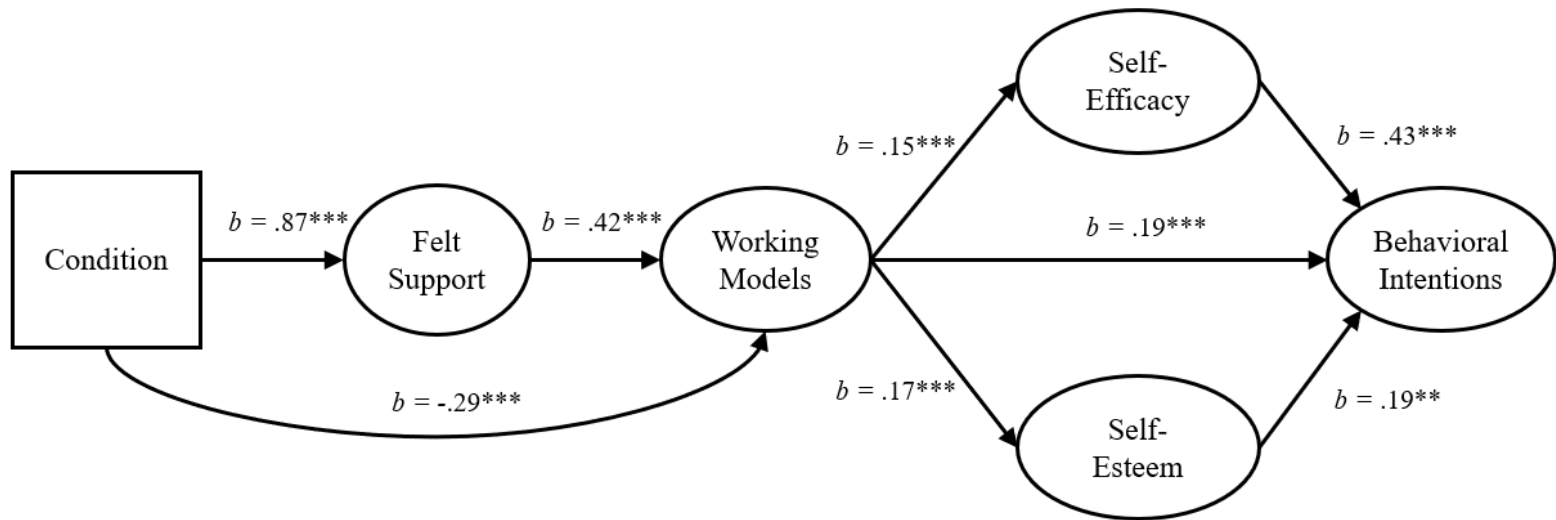 Self-
Efficacy
b = .15***
b = .43***
Condition
b = .87***
Felt
Support
b = .42***
Working
Models
b = .19***
Behavioral
Intentions
b = -.29***
b = .17***
b = .19**
Self-
Esteem